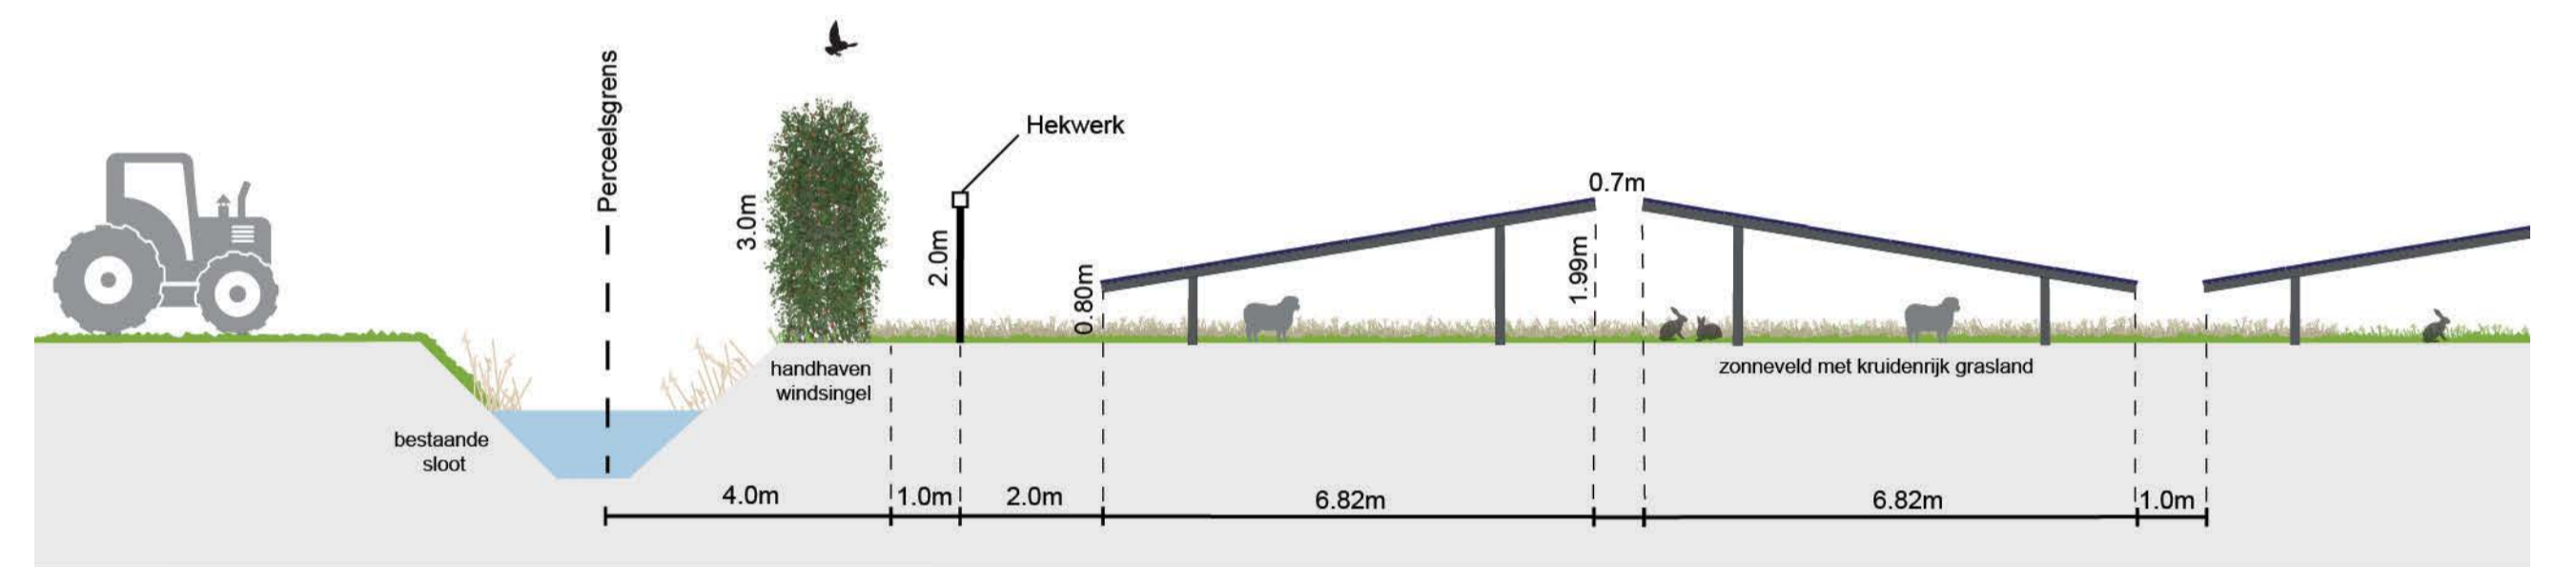 Perceelsgrens
3.0m
Hekwerk
2.0m
0.80m
0.7m
1.99m
handhaven
windsingel
zonneveld met kruidenrijk grasland
bestaande
sloot
4.0m
1.0m
2.0m
6.82m
6.82m
1.0m